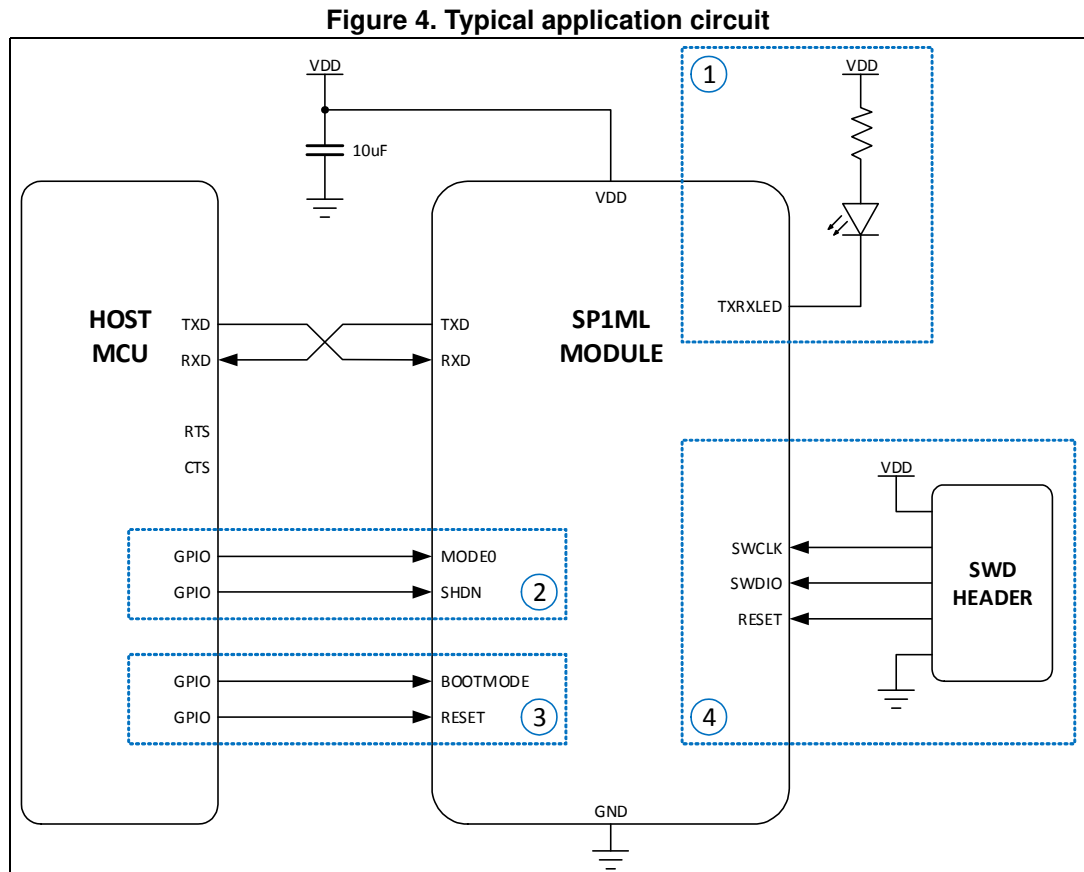 Figure 4. Typical application circuit
VDD
10uF
1
VDD
VDD
TXRXLED
HOST
MCU
TXD
RXD
RTS
CTS
TXD
RXD
SP1ML
MODULE
GPIO
MODE0
GPIO
SHDN
2
GPIO
BOOTMODE
GPIO
RESET
3
VDD
SWCLK
SWDIO
RESET
SWD
HEADER
4
GND